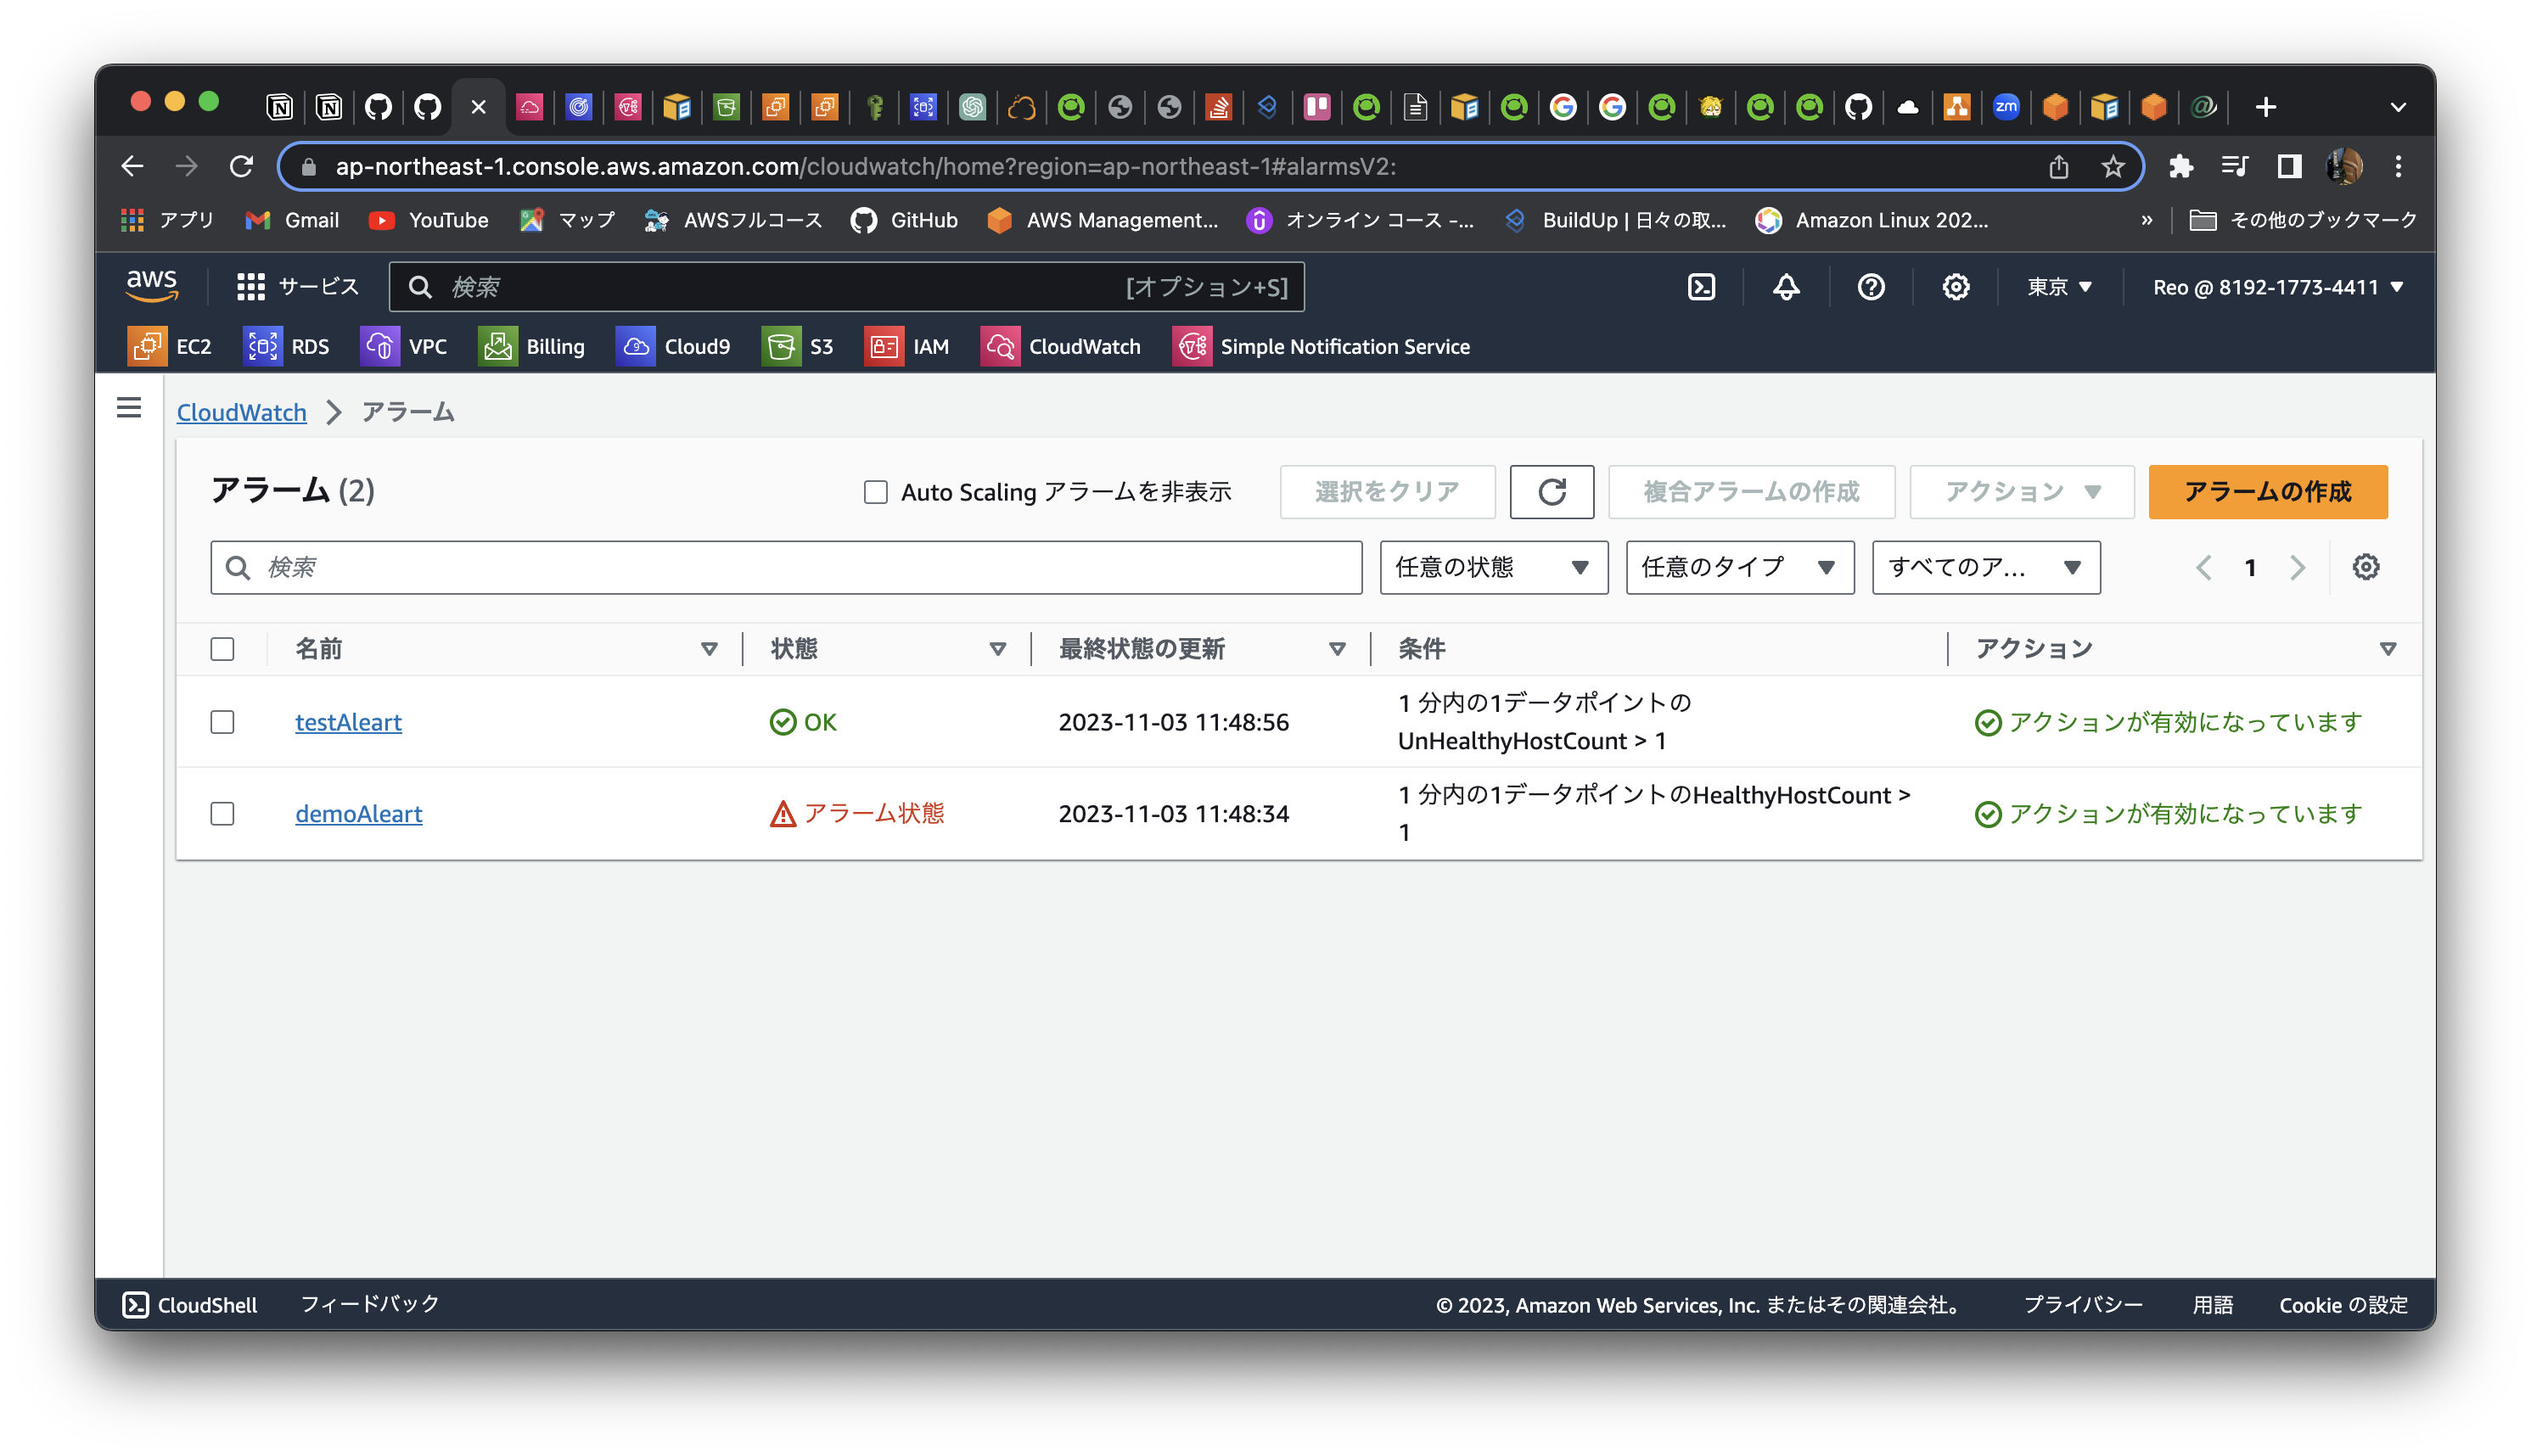 ap-northeast-1.console.aws.amazon.com/cloudwatch/home?region=ap-northeast-1#alarmsV2:
アプリ Gmail YouTube マップ AWSフルコース GitHub AWS Management... オンライン コース -... BuildUp | 日々の取... Amazon Linux 202... » その他のブックマーク
aws サービス 検索 [オプション+S] 東京 Reo @ 8192-1773-4411
EC2 RDS VPC Billing Cloud9 S3 IAM CloudWatch Simple Notification Service
CloudWatch アラーム
アラーム (2) Auto Scaling アラームを非表示 選択をクリア 複合アラームの作成 アクション アラームの作成
検索 任意の状態 任意のタイプ すべてのア... 1
名前 状態 最終状態の更新 条件 アクション
testAleart OK 2023-11-03 11:48:56 1 分内の1データポイントの アクションが有効になっています
UnHealthyHostCount > 1
demoAleart アラーム状態 2023-11-03 11:48:34 1 分内の1データポイントのHealthyHostCount > アクションが有効になっています
1
CloudShell フィードバック © 2023, Amazon Web Services, Inc. またはその関連会社。 プライバシー 用語 Cookie の設定